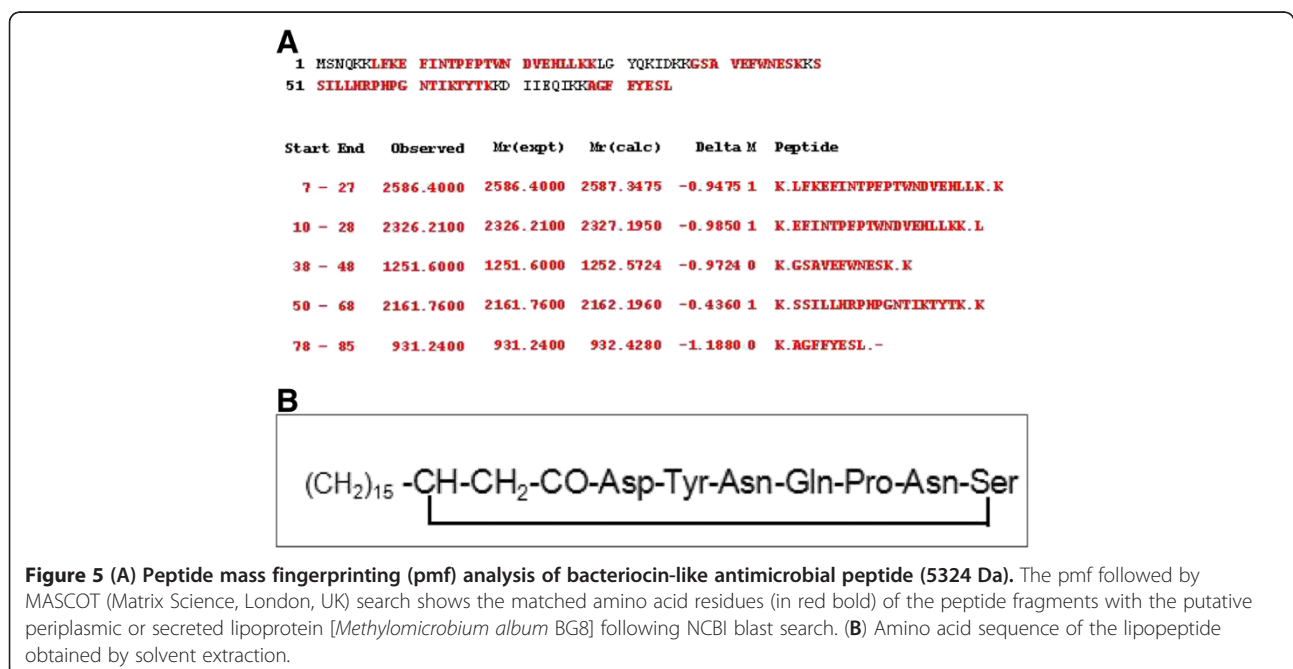 A
1 MSNQKKLFKE FINTPFPTWN DVEHLLKKLG YQKIDKKGSA VEFWNESKKS
51 SILLHRPHPG NTIKTYTKKD IIEQIKKAGF FYESL
Start End Observed Mr(expt) Mr(calc) Delta M Peptide
7 - 27 2586.4000 2586.4000 2587.3475 -0.9475 1 K.LFKEFINTPFPTWNDVEHLLK.K
10 - 28 2326.2100 2326.2100 2327.1950 -0.9850 1 K.EFINTPFPTWNDVEHLLKK.L
38 - 48 1251.6000 1251.6000 1252.5724 -0.9724 0 K.GSAVEFWNESK.K
50 - 68 2161.7600 2161.7600 2162.1960 -0.4360 1 K.SSILLHRPHPGNTIKTYTK.K
78 - 85 931.2400 931.2400 932.4280 -1.1880 0 K.AGFFYESL.-
B
(CH2)15 -CH-CH2-CO-Asp-Tyr-Asn-Gln-Pro-Asn-Ser
Figure 5 (A) Peptide mass fingerprinting (pmf) analysis of bacteriocin-like antimicrobial peptide (5324 Da). The pmf followed by
MASCOT (Matrix Science, London, UK) search shows the matched amino acid residues (in red bold) of the peptide fragments with the putative
periplasmic or secreted lipoprotein [Methylomicrobium album BG8] following NCBI blast search. (B) Amino acid sequence of the lipopeptide
obtained by solvent extraction.